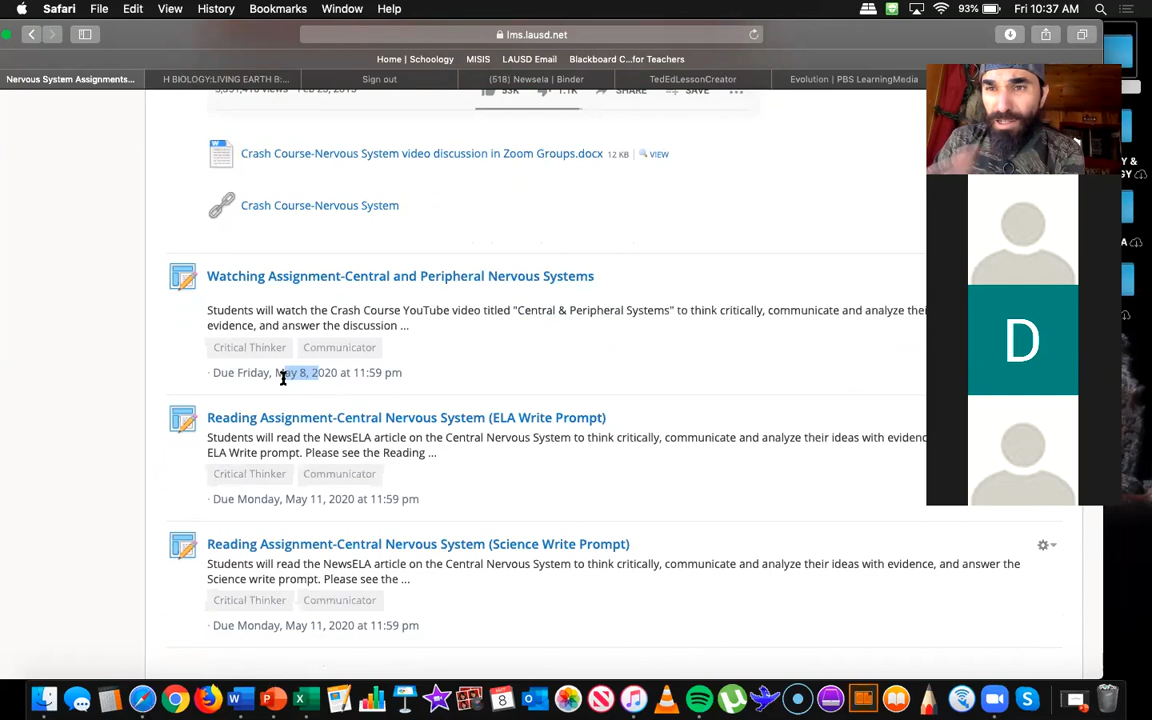 Safari File Edit View History Bookmarks Window Help 93% Fri 10:37 AM
lms.lausd.net
Home | Schoology MISIS LAUSD Email Blackboard C...for Teachers
Nervous System Assignments... H BIOLOGY:LIVING EARTH B:... Sign out (518) Newsela | Binder TedEdLessonCreator Evolution | PBS LearningMedia
53K 1.1K SHARE SAVE
Crash Course-Nervous System video discussion in Zoom Groups.docx 12 KB VIEW
Crash Course-Nervous System
Watching Assignment-Central and Peripheral Nervous Systems
Students will watch the Crash Course YouTube video titled "Central & Peripheral Systems" to think critically, communicate and analyze their
evidence, and answer the discussion ...
Critical Thinker Communicator
· Due Friday, May 8, 2020 at 11:59 pm
Reading Assignment-Central Nervous System (ELA Write Prompt)
Students will read the NewsELA article on the Central Nervous System to think critically, communicate and analyze their ideas with evidence
ELA Write prompt. Please see the Reading ...
Critical Thinker Communicator
· Due Monday, May 11, 2020 at 11:59 pm
Reading Assignment-Central Nervous System (Science Write Prompt)
Students will read the NewsELA article on the Central Nervous System to think critically, communicate and analyze their ideas with evidence, and answer the
Science write prompt. Please see the ...
Critical Thinker Communicator
· Due Monday, May 11, 2020 at 11:59 pm
D
Y &
GY
A
MAY
8